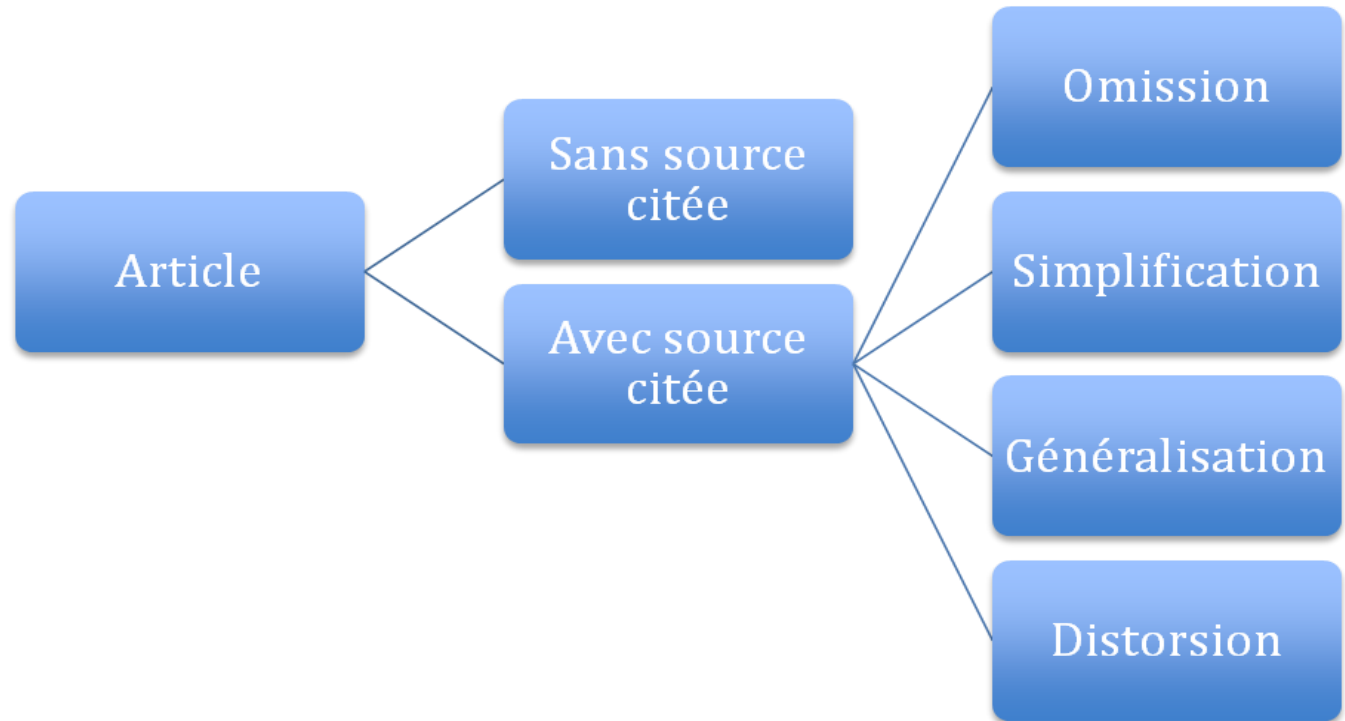 Article
Sans source
citée
Avec source
citée
Omission
Simplification
Généralisation
Distorsion